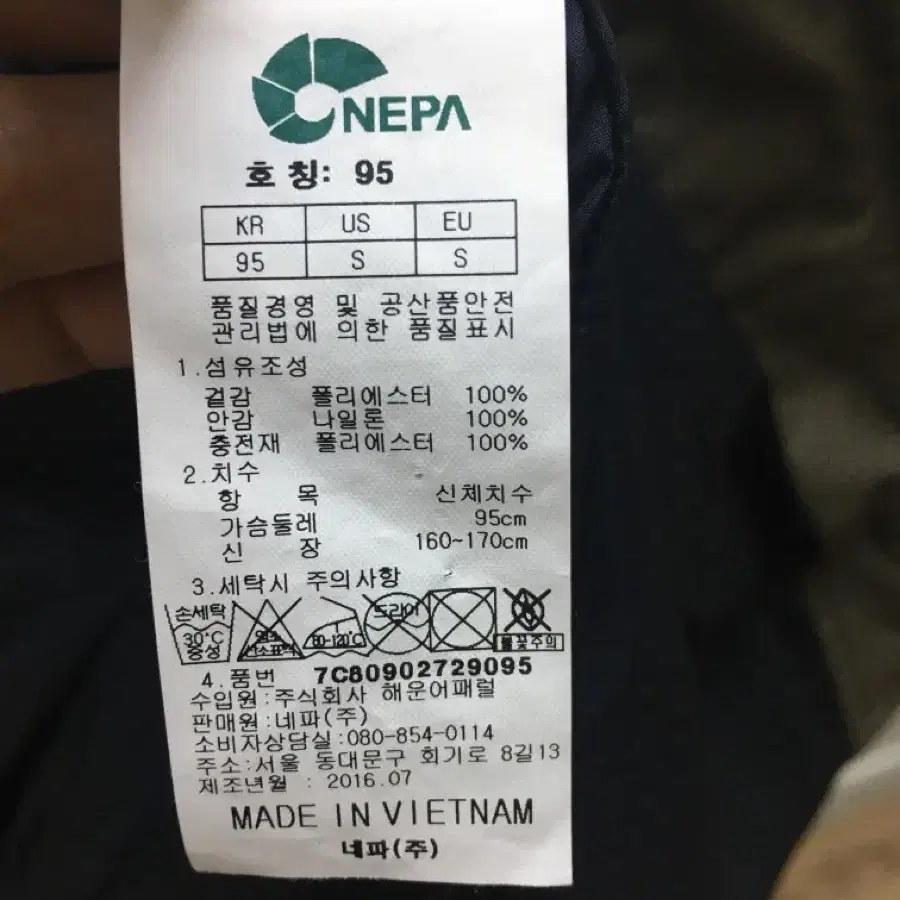 NEPA
호 칭: 95
KR US EU
95 S S
품질경영 및 공산품안전
관리법에 의한 품질표시
1.섬유조성
겉감 폴리에스터 100%
안감 나일론 100%
충전재 폴리에스터 100%
2.치수
항 목 신체치수
가슴둘레 95cm
신 장 160~170cm
3.세탁시 주의사항
손세탁 30°C 중성 염소표백 80-120°C 드라이 불꽃주의
4.품번 7C80902729095
수입원:주식회사 해운어패럴
판매원:네파(주)
소비자상담실:080-854-0114
주소:서울 동대문구 회기로 8길13
제조년월 : 2016.07
MADE IN VIETNAM
네파(주)